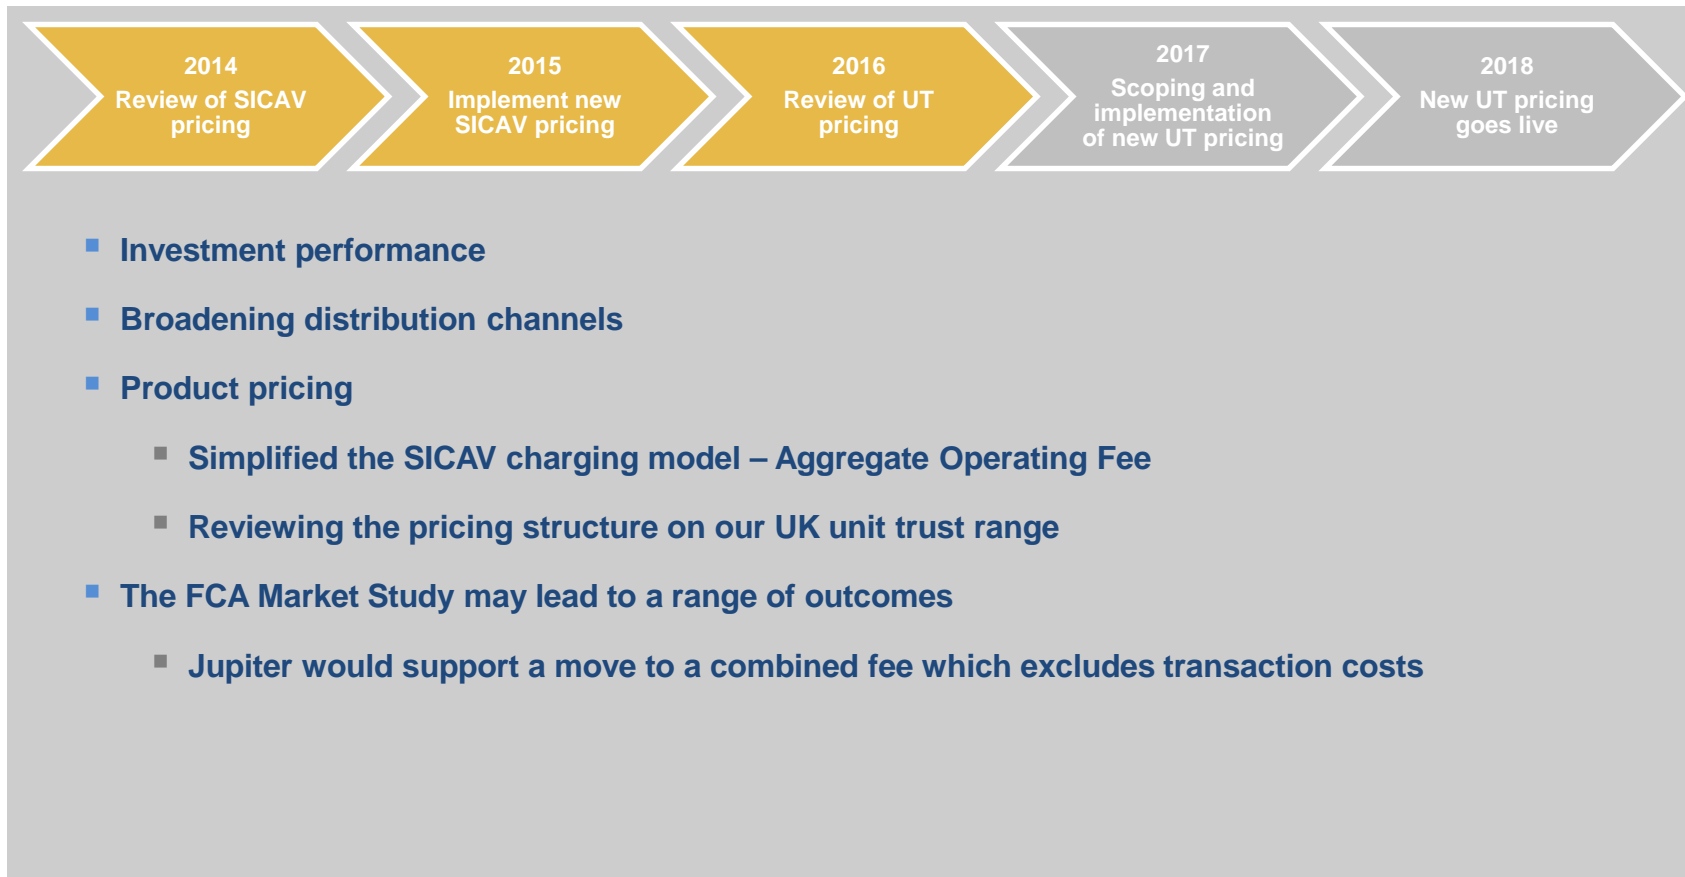 2014
Review of SICAV
pricing
2015
Implement new
SICAV pricing
2016
Review of UT
pricing
2017
Scoping and
implementation
of new UT pricing
2018
New UT pricing
goes live
Investment performance
Broadening distribution channels
Product pricing
Simplified the SICAV charging model – Aggregate Operating Fee
Reviewing the pricing structure on our UK unit trust range
The FCA Market Study may lead to a range of outcomes
Jupiter would support a move to a combined fee which excludes transaction costs